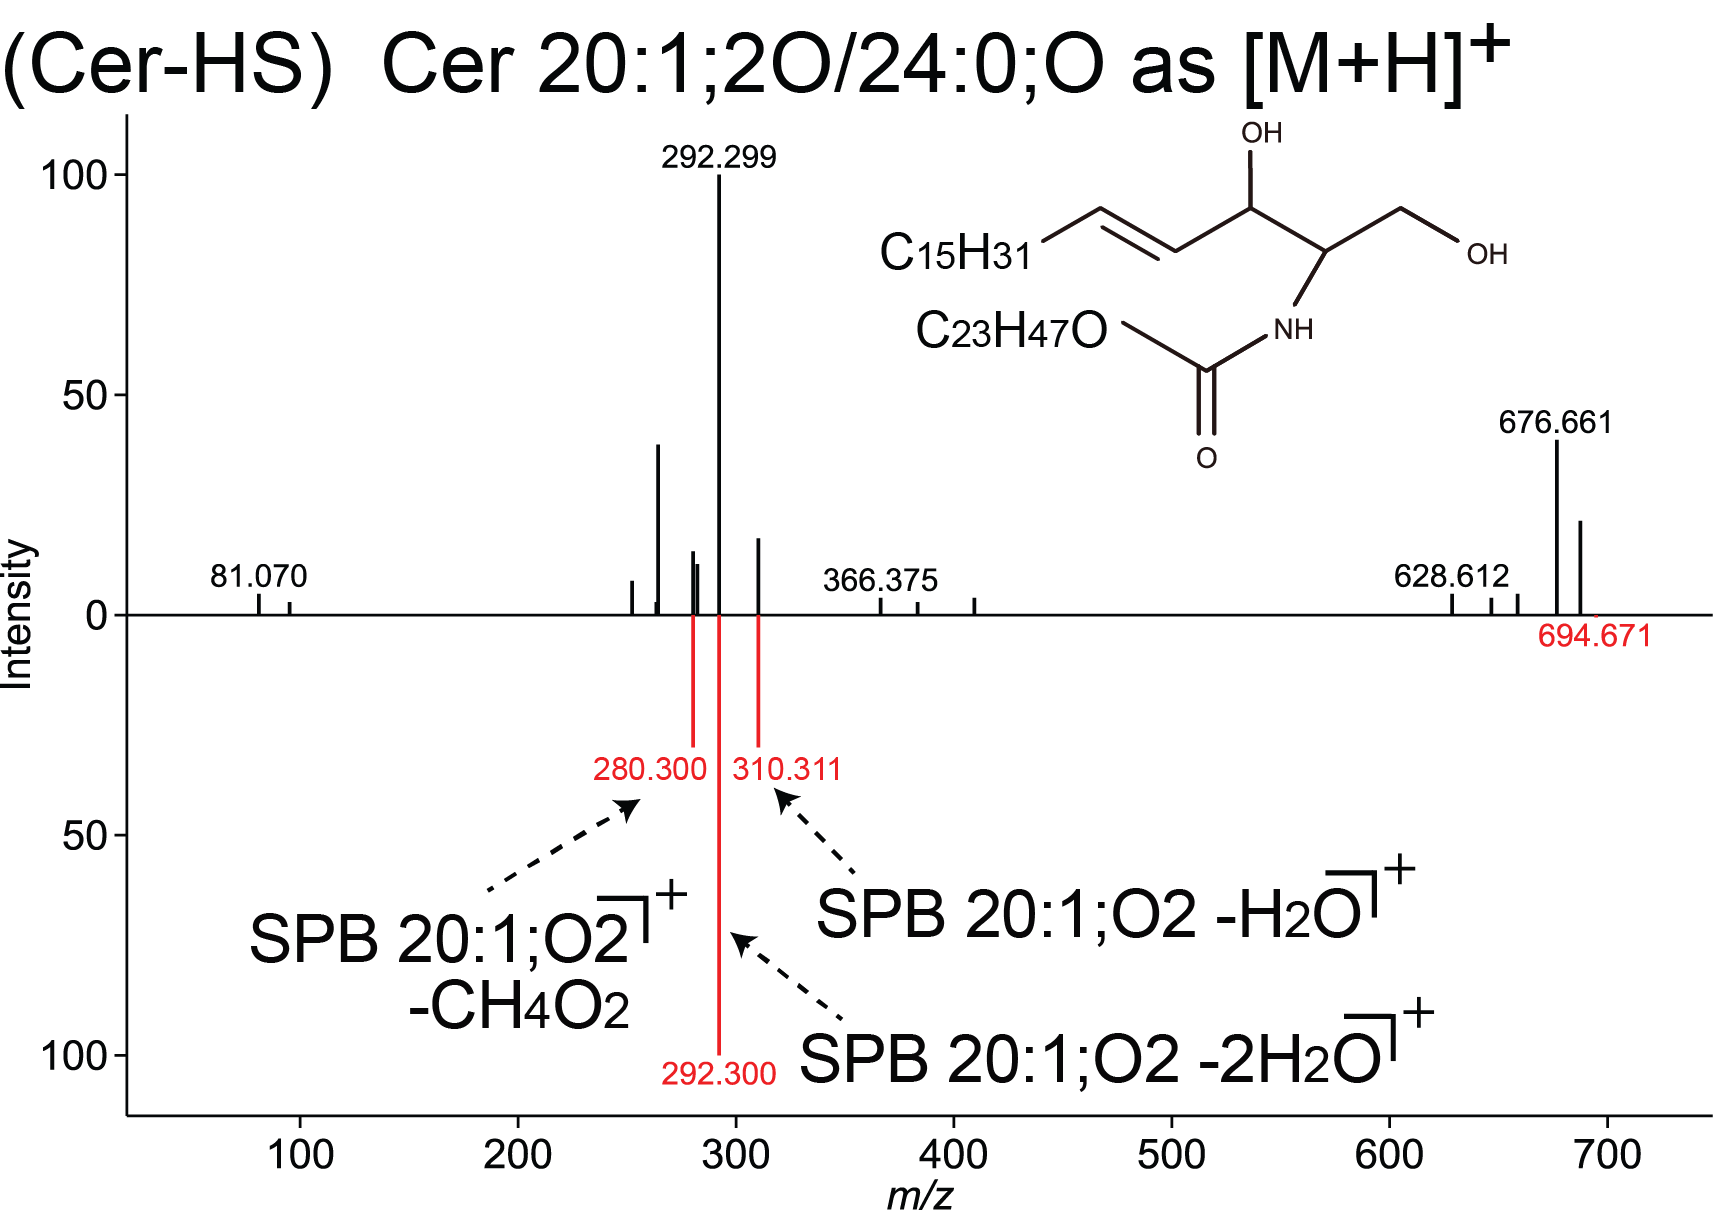 (Cer-HS) Cer 20:1;2O/24:0;O as [M+H]+
OH
C15H31
OH
C23H47O
NH
O
292.299
676.661
81.070
366.375
628.612
694.671
280.300
310.311
SPB 20:1;O2 +
-CH4O2
SPB 20:1;O2 -H2O +
SPB 20:1;O2 -2H2O +
292.300
Intensity
100
50
0
50
100
100
200
300
400
500
600
700
m/z